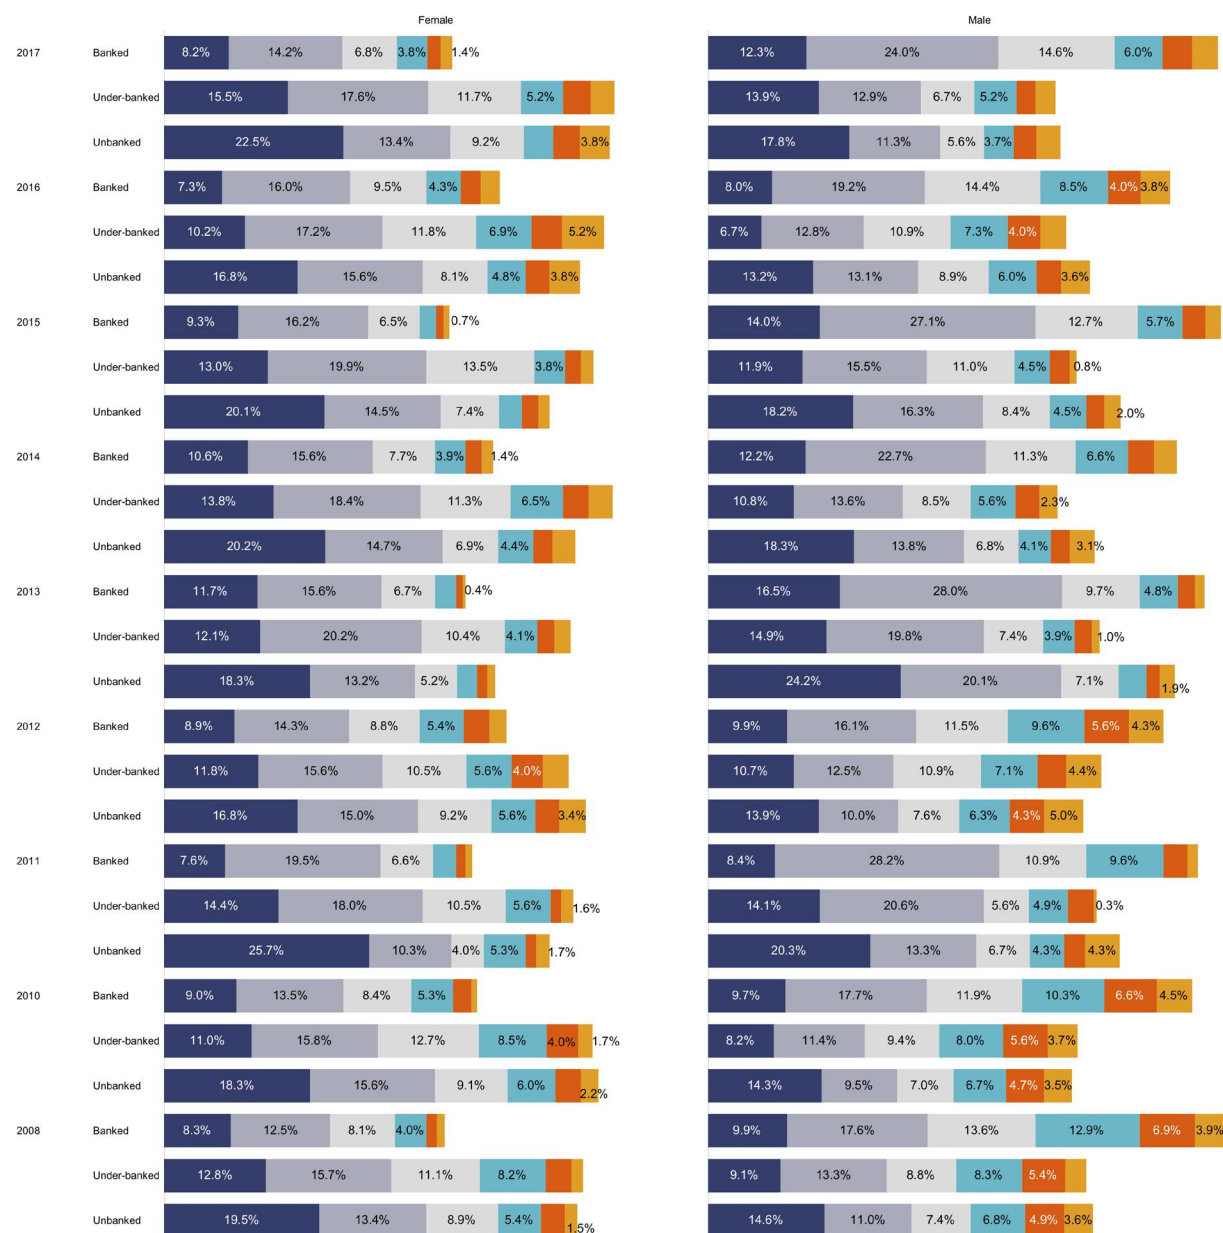 Female Male
2017 Banked 8.2% 14.2% 6.8% 3.8% 1.4% 12.3% 24.0% 14.6% 6.0%
Under-banked 15.5% 17.6% 11.7% 5.2% 13.9% 12.9% 6.7% 5.2%
Unbanked 22.5% 13.4% 9.2% 3.8% 17.8% 11.3% 5.6% 3.7%
2016 Banked 7.3% 16.0% 9.5% 4.3% 8.0% 19.2% 14.4% 8.5% 4.0% 3.8%
Under-banked 10.2% 17.2% 11.8% 6.9% 5.2% 6.7% 12.8% 10.9% 7.3% 4.0%
Unbanked 16.8% 15.6% 8.1% 4.8% 3.8% 13.2% 13.1% 8.9% 6.0% 3.6%
2015 Banked 9.3% 16.2% 6.5% 0.7% 14.0% 27.1% 12.7% 5.7%
Under-banked 13.0% 19.9% 13.5% 3.8% 11.9% 15.5% 11.0% 4.5% 0.8%
Unbanked 20.1% 14.5% 7.4% 18.2% 16.3% 8.4% 4.5% 2.0%
2014 Banked 10.6% 15.6% 7.7% 3.9% 1.4% 12.2% 22.7% 11.3% 6.6%
Under-banked 13.8% 18.4% 11.3% 6.5% 10.8% 13.6% 8.5% 5.6% 2.3%
Unbanked 20.2% 14.7% 6.9% 4.4% 18.3% 13.8% 6.8% 4.1% 3.1%
2013 Banked 11.7% 15.6% 6.7% 0.4% 16.5% 28.0% 9.7% 4.8%
Under-banked 12.1% 20.2% 10.4% 4.1% 14.9% 19.8% 7.4% 3.9% 1.0%
Unbanked 18.3% 13.2% 5.2% 24.2% 20.1% 7.1% 1.9%
2012 Banked 8.9% 14.3% 8.8% 5.4% 9.9% 16.1% 11.5% 9.6% 5.6% 4.3%
Under-banked 11.8% 15.6% 10.5% 5.6% 4.0% 10.7% 12.5% 10.9% 7.1% 4.4%
Unbanked 16.8% 15.0% 9.2% 5.6% 3.4% 13.9% 10.0% 7.6% 6.3% 4.3% 5.0%
2011 Banked 7.6% 19.5% 6.6% 8.4% 28.2% 10.9% 9.6%
Under-banked 14.4% 18.0% 10.5% 5.6% 1.6% 14.1% 20.6% 5.6% 4.9% 0.3%
Unbanked 25.7% 10.3% 4.0% 5.3% 1.7% 20.3% 13.3% 6.7% 4.3% 4.3%
2010 Banked 9.0% 13.5% 8.4% 5.3% 9.7% 17.7% 11.9% 10.3% 6.6% 4.5%
Under-banked 11.0% 15.8% 12.7% 8.5% 4.0% 1.7% 8.2% 11.4% 9.4% 8.0% 5.6% 3.7%
Unbanked 18.3% 15.6% 9.1% 6.0% 2.2% 14.3% 9.5% 7.0% 6.7% 4.7% 3.5%
2008 Banked 8.3% 12.5% 8.1% 4.0% 9.9% 17.6% 13.6% 12.9% 6.9% 3.9%
Under-banked 12.8% 15.7% 11.1% 8.2% 9.1% 13.3% 8.8% 8.3% 5.4%
Unbanked 19.5% 13.4% 8.9% 5.4% 1.5% 14.6% 11.0% 7.4% 6.8% 4.9% 3.6%